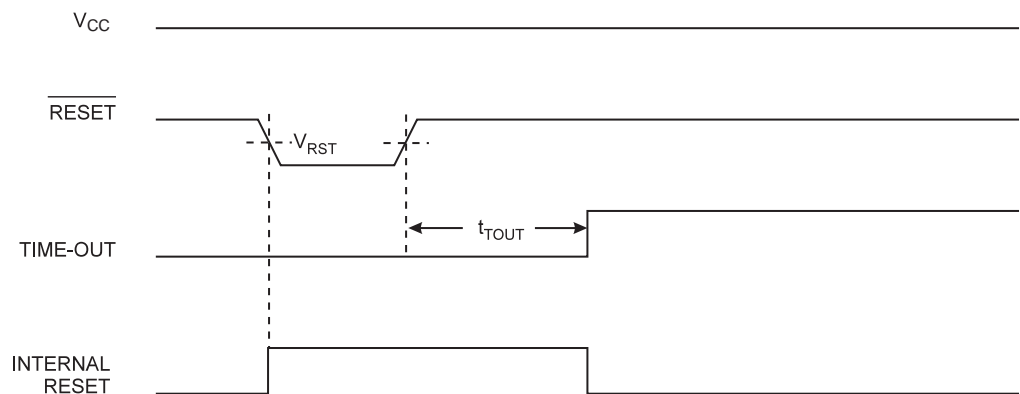 VCC
RESET
VRST
tTOUT
TIME-OUT
INTERNAL
RESET